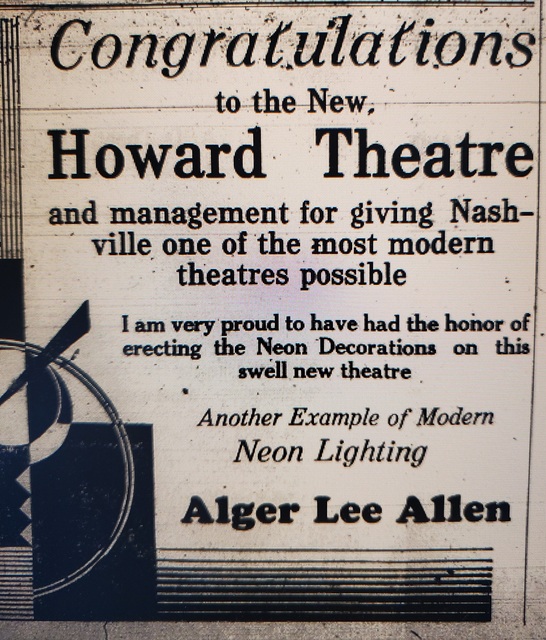 Congratulations
to the New,
Howard Theatre
and management for giving Nash-
ville one of the most modern
theatres possible
I am very proud to have had the honor of
erecting the Neon Decorations on this
swell new theatre
Another Example of Modern
Neon Lighting
Alger Lee Allen